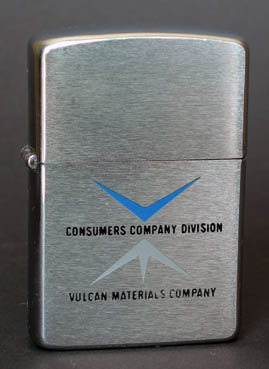 CONSUMERS COMPANY DIVISION
VULCAN MATERIALS COMPANY